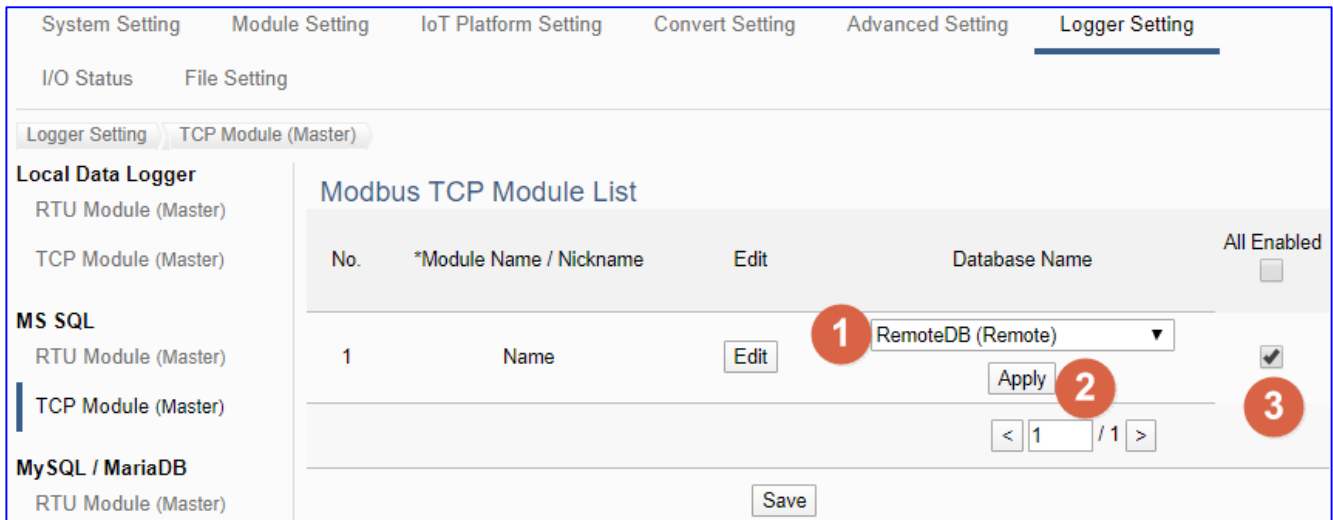 System Setting Module Setting IoT Platform Setting Convert Setting Advanced Setting Logger Setting
I/O Status File Setting
Logger Setting TCP Module (Master)
Local Data Logger
RTU Module (Master)
TCP Module (Master)
MS SQL
RTU Module (Master)
TCP Module (Master)
MySQL / MariaDB
RTU Module (Master)
Modbus TCP Module List
No. *Module Name / Nickname Edit Database Name All Enabled
1 Name Edit 1 RemoteDB (Remote) ▼
Apply 2 3
< 1 / 1 >
Save